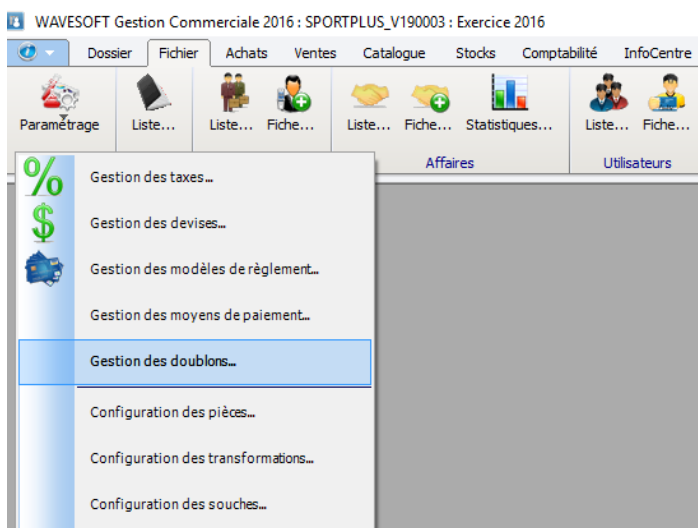 WAVESOFT Gestion Commerciale 2016 : SPORTPLUS_V190003 : Exercice 2016
Dossier Fichier Achats Ventes Catalogue Stocks Comptabilité InfoCentre
Paramétrage Liste... Liste... Fiche... Liste... Fiche... Statistiques... Liste... Fiche...
Affaires Utilisateurs
Gestion des taxes...
Gestion des devises...
Gestion des modèles de règlement...
Gestion des moyens de paiement...
Gestion des doublons...
Configuration des pièces...
Configuration des transformations...
Configuration des souches...